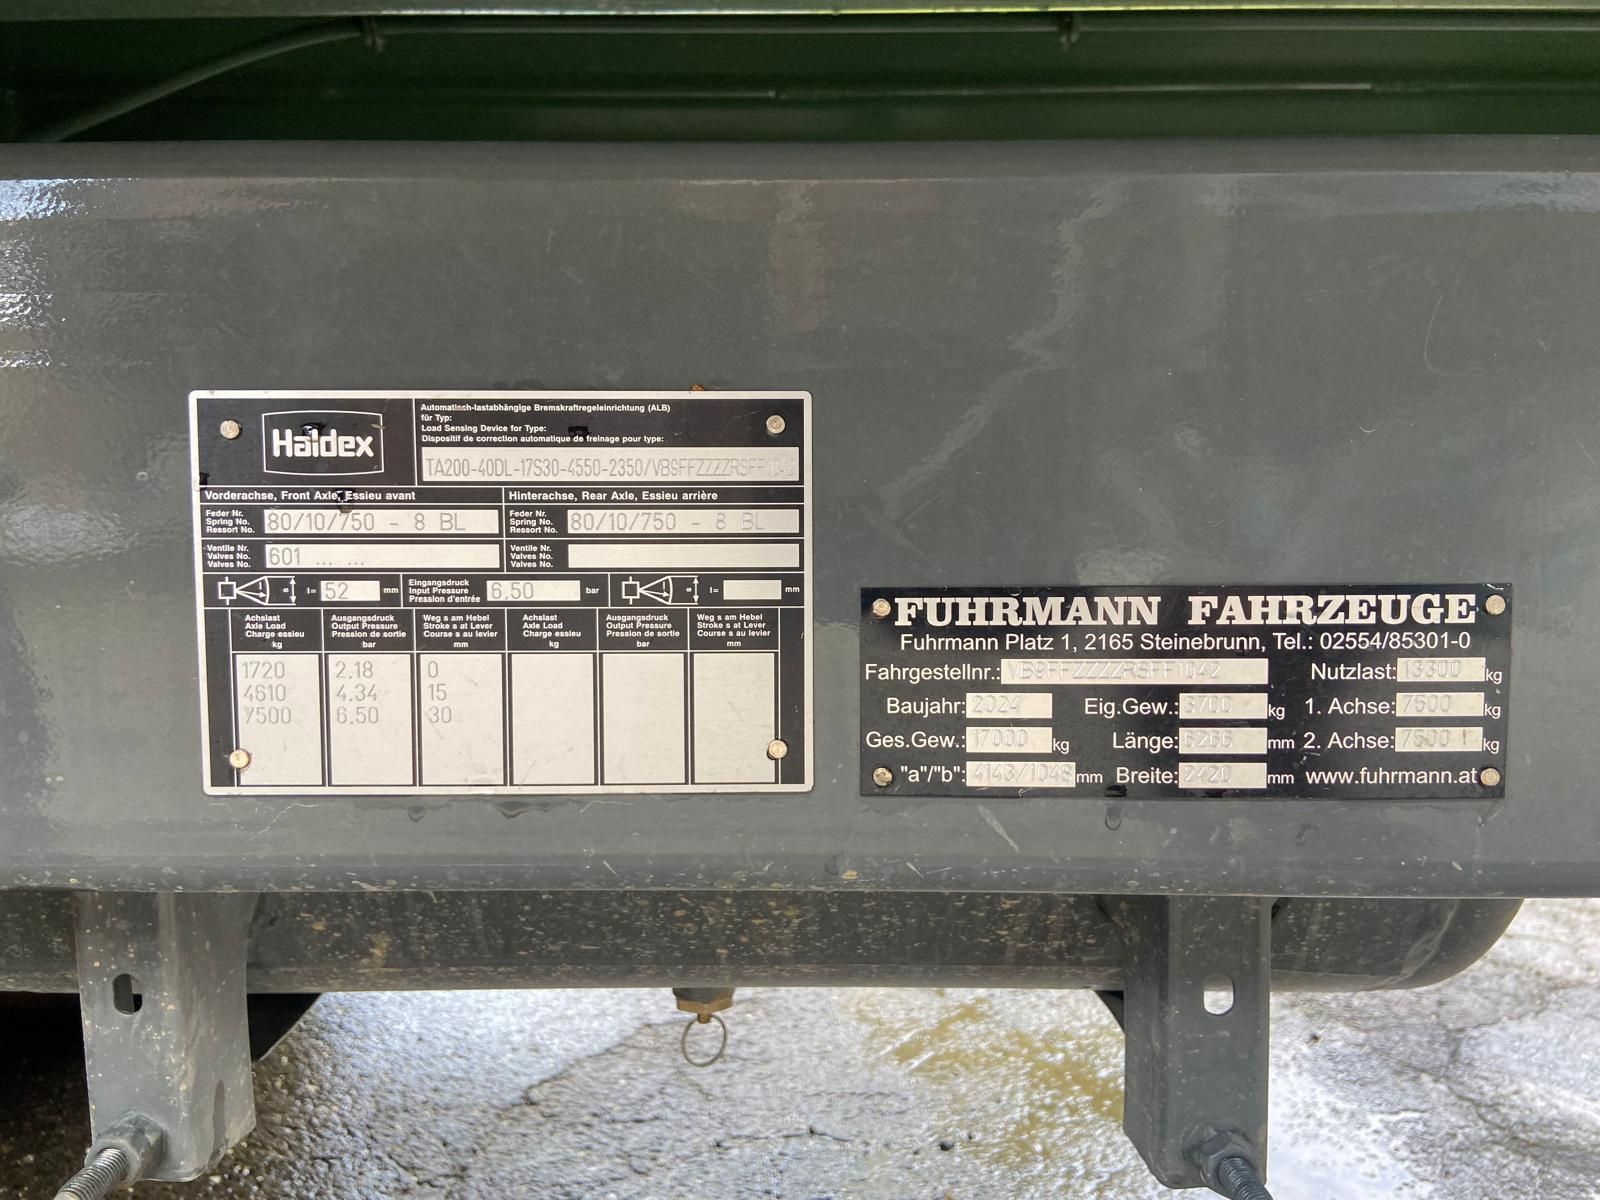 Haldex
Automatisch-lastabhängige Bremskraftregeleinrichtung (ALB)
für Typ:
Load Sensing Device for Type:
Dispositif de correction automatique de freinage pour type:
TA200-40DL-17S30-4550-2350/VB9FFZZZZRSFF1042
Vorderachse, Front Axle, Essieu avant
Hinterachse, Rear Axle, Essieu arrière
Feder Nr.
Spring No.
Ressort No.
80/10/750 - 8 BL
Feder Nr.
Spring No.
Ressort No.
80/10/750 - 8 BL
Ventile Nr.
Valves No.
Valves No.
601 ... ...
Ventile Nr.
Valves No.
Valves No.
s l= 52 mm
Eingangsdruck
Input Pressure
Pression d'entrée
6,50 bar
s l= mm
Achslast
Axle Load
Charge essieu
kg
Ausgangsdruck
Output Pressure
Pression de sortie
bar
Weg s am Hebel
Stroke s at Lever
Course s au levier
mm
Achslast
Axle Load
Charge essieu
kg
Ausgangsdruck
Output Pressure
Pression de sortie
bar
Weg s am Hebel
Stroke s at Lever
Course s au levier
mm
1720 2,18 0
4610 4,34 15
7500 6,50 30
FUHRMANN FAHRZEUGE
Fuhrmann Platz 1, 2165 Steinebrunn, Tel.: 02554/85301-0
Fahrgestellnr.: VB9FFZZZZRSFF1042 Nutzlast: 13300 kg
Baujahr: 2024 Eig.Gew.: 3700 kg 1. Achse: 7500 kg
Ges.Gew.: 17000 kg Länge: 6266 mm 2. Achse: 7500 kg
"a"/"b": 4143/1048 mm Breite: 2420 mm www.fuhrmann.at